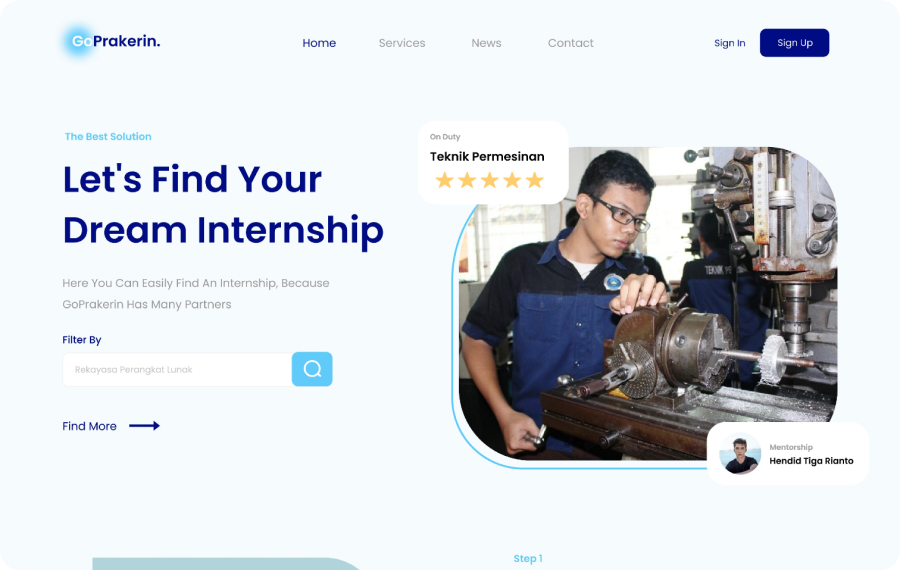 GoPrakerin.
Home
Services
News
Contact
Sign In
Sign Up
The Best Solution
Let's Find Your
Dream Internship
Here You Can Easily Find An Internship, Because
GoPrakerin Has Many Partners
Filter By
Rekayasa Perangkat Lunak
Find More
On Duty
Teknik Permesinan
TEKNIK
Mentorship
Hendid Tiga Rianto
Step 1